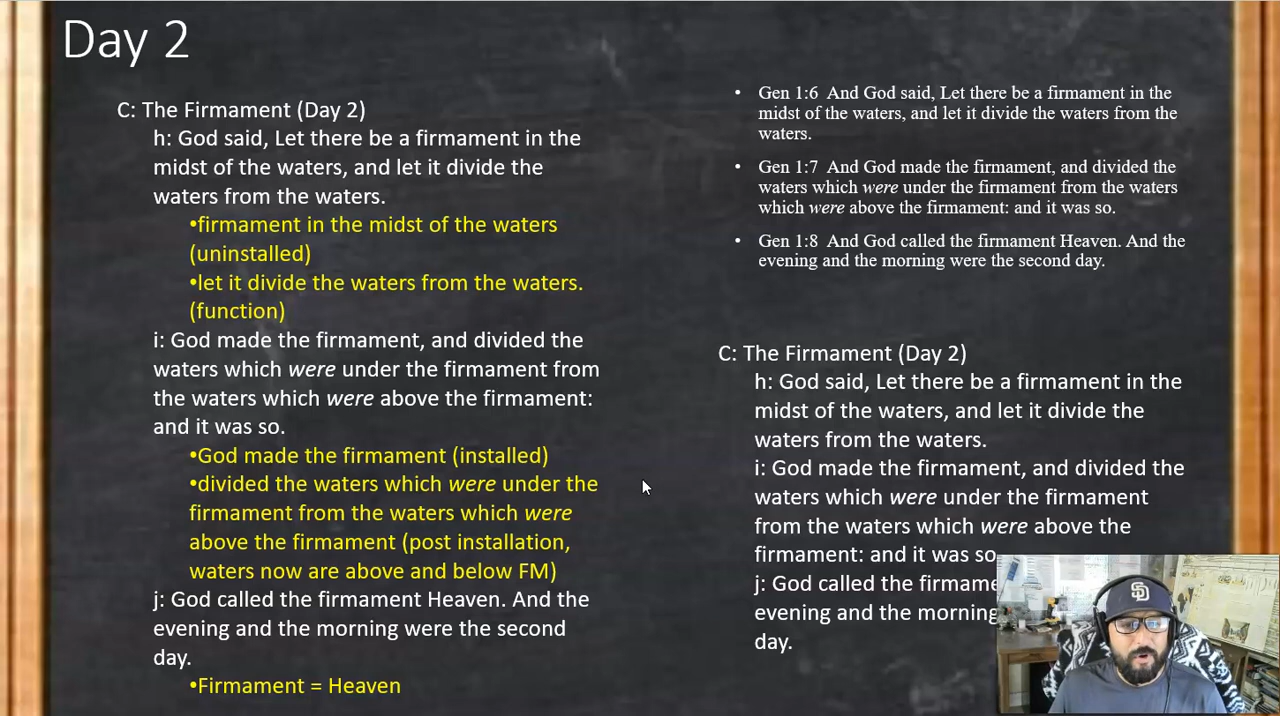 Day 2
C: The Firmament (Day 2)
h: God said, Let there be a firmament in the
midst of the waters, and let it divide the
waters from the waters.
•firmament in the midst of the waters
(uninstalled)
•let it divide the waters from the waters.
(function)
i: God made the firmament, and divided the
waters which were under the firmament from
the waters which were above the firmament:
and it was so.
•God made the firmament (installed)
•divided the waters which were under the
firmament from the waters which were
above the firmament (post installation,
waters now are above and below FM)
j: God called the firmament Heaven. And the
evening and the morning were the second
day.
•Firmament = Heaven
• Gen 1:6 And God said, Let there be a firmament in the
midst of the waters, and let it divide the waters from the
waters.
• Gen 1:7 And God made the firmament, and divided the
waters which were under the firmament from the waters
which were above the firmament: and it was so.
• Gen 1:8 And God called the firmament Heaven. And the
evening and the morning were the second day.
C: The Firmament (Day 2)
h: God said, Let there be a firmament in the
midst of the waters, and let it divide the
waters from the waters.
i: God made the firmament, and divided the
waters which were under the firmament
from the waters which were above the
firmament: and it was so
j: God called the firmame
evening and the morning
day.
SD